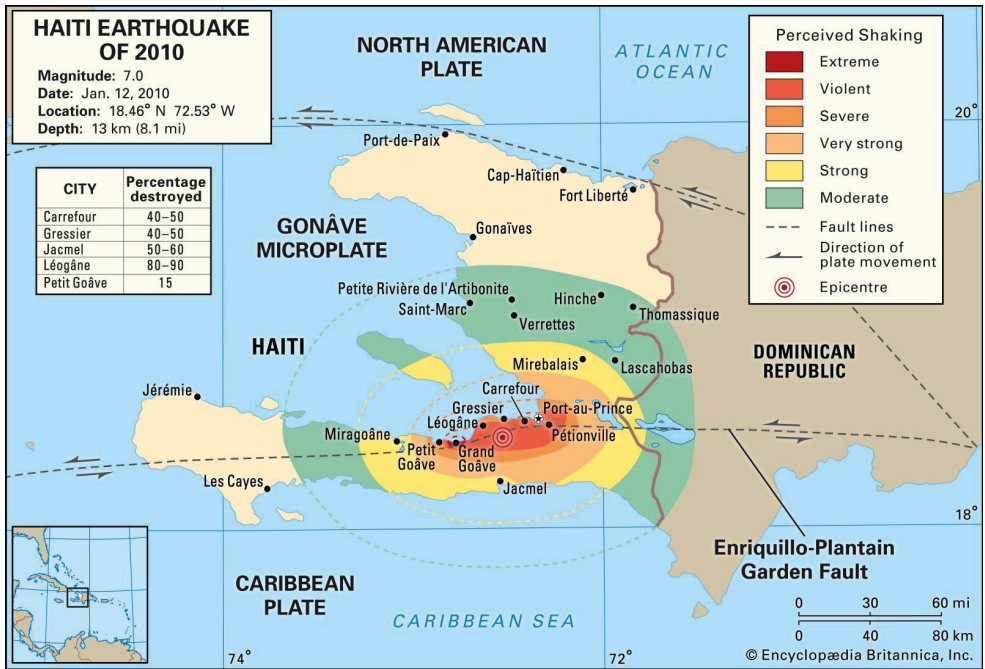 HAITI EARTHQUAKE
OF 2010
Magnitude: 7.0
Date: Jan. 12, 2010
Location: 18.46° N 72.53° W
Depth: 13 km (8.1 mi)
CITY Percentage destroyed
Carrefour 40–50
Gressier 40–50
Jacmel 50–60
Léogâne 80–90
Petit Goâve 15
NORTH AMERICAN
PLATE
ATLANTIC
OCEAN
Perceived Shaking
Extreme
Violent
Severe
Very strong
Strong
Moderate
Fault lines
Direction of
plate movement
Epicentre
20°
Port-de-Paix
Cap-Haïtien
Fort Liberté
GONÂVE
MICROPLATE
Gonaïves
Petite Rivière de l'Artibonite
Saint-Marc
Verrettes
Hinche
Thomassique
HAITI
Mirebalais
Lascahobas
DOMINICAN
REPUBLIC
Jérémie
Carrefour
Gressier
Port-au-Prince
Léogâne
Miragoâne
Pétionville
Petit
Goâve
Grand
Goâve
Les Cayes
Jacmel
18°
Enriquillo-Plantain
Garden Fault
CARIBBEAN
PLATE
CARIBBEAN SEA
0 30 60 mi
0 40 80 km
74°
72°
© Encyclopædia Britannica, Inc.